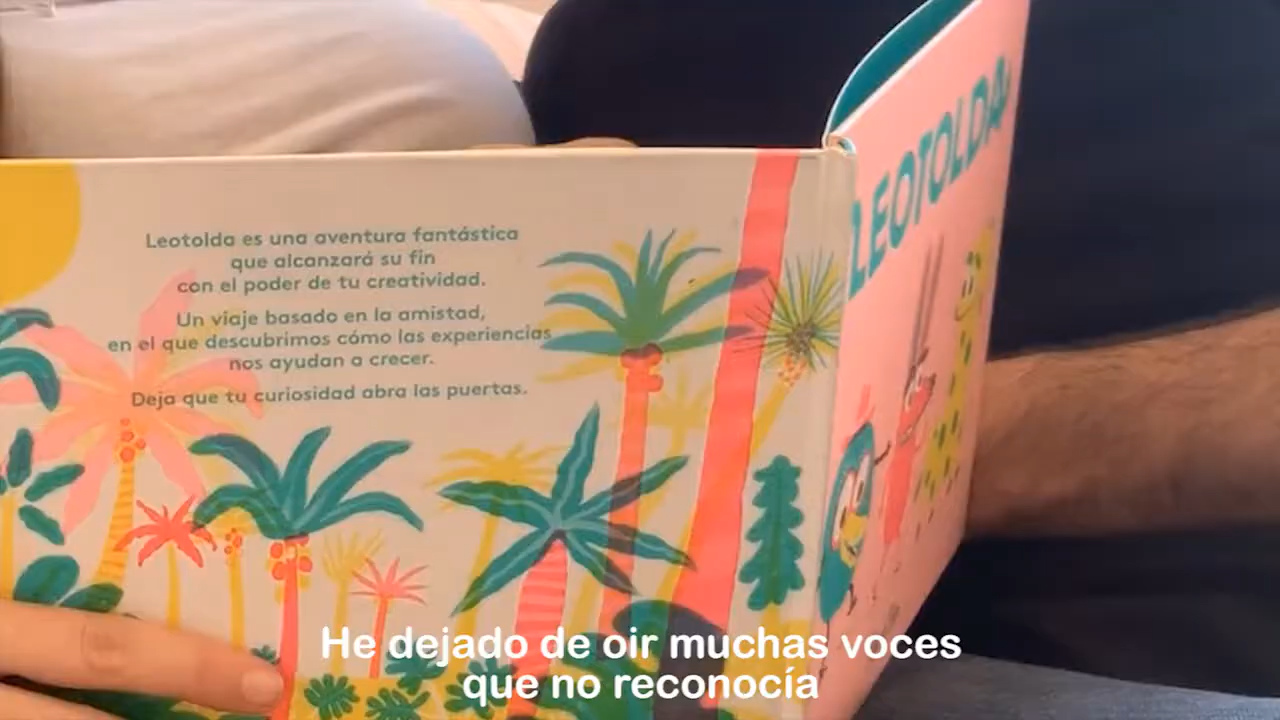 Leotolda es una aventura fantástica
que alcanzará su fin
con el poder de tu creatividad.
Un viaje basado en la amistad,
en el que descubrimos cómo las experiencias
nos ayudan a crecer.
Deja que tu curiosidad abra las puertas.
LEOTOLDA
He dejado de oir muchas voces
que no reconocía